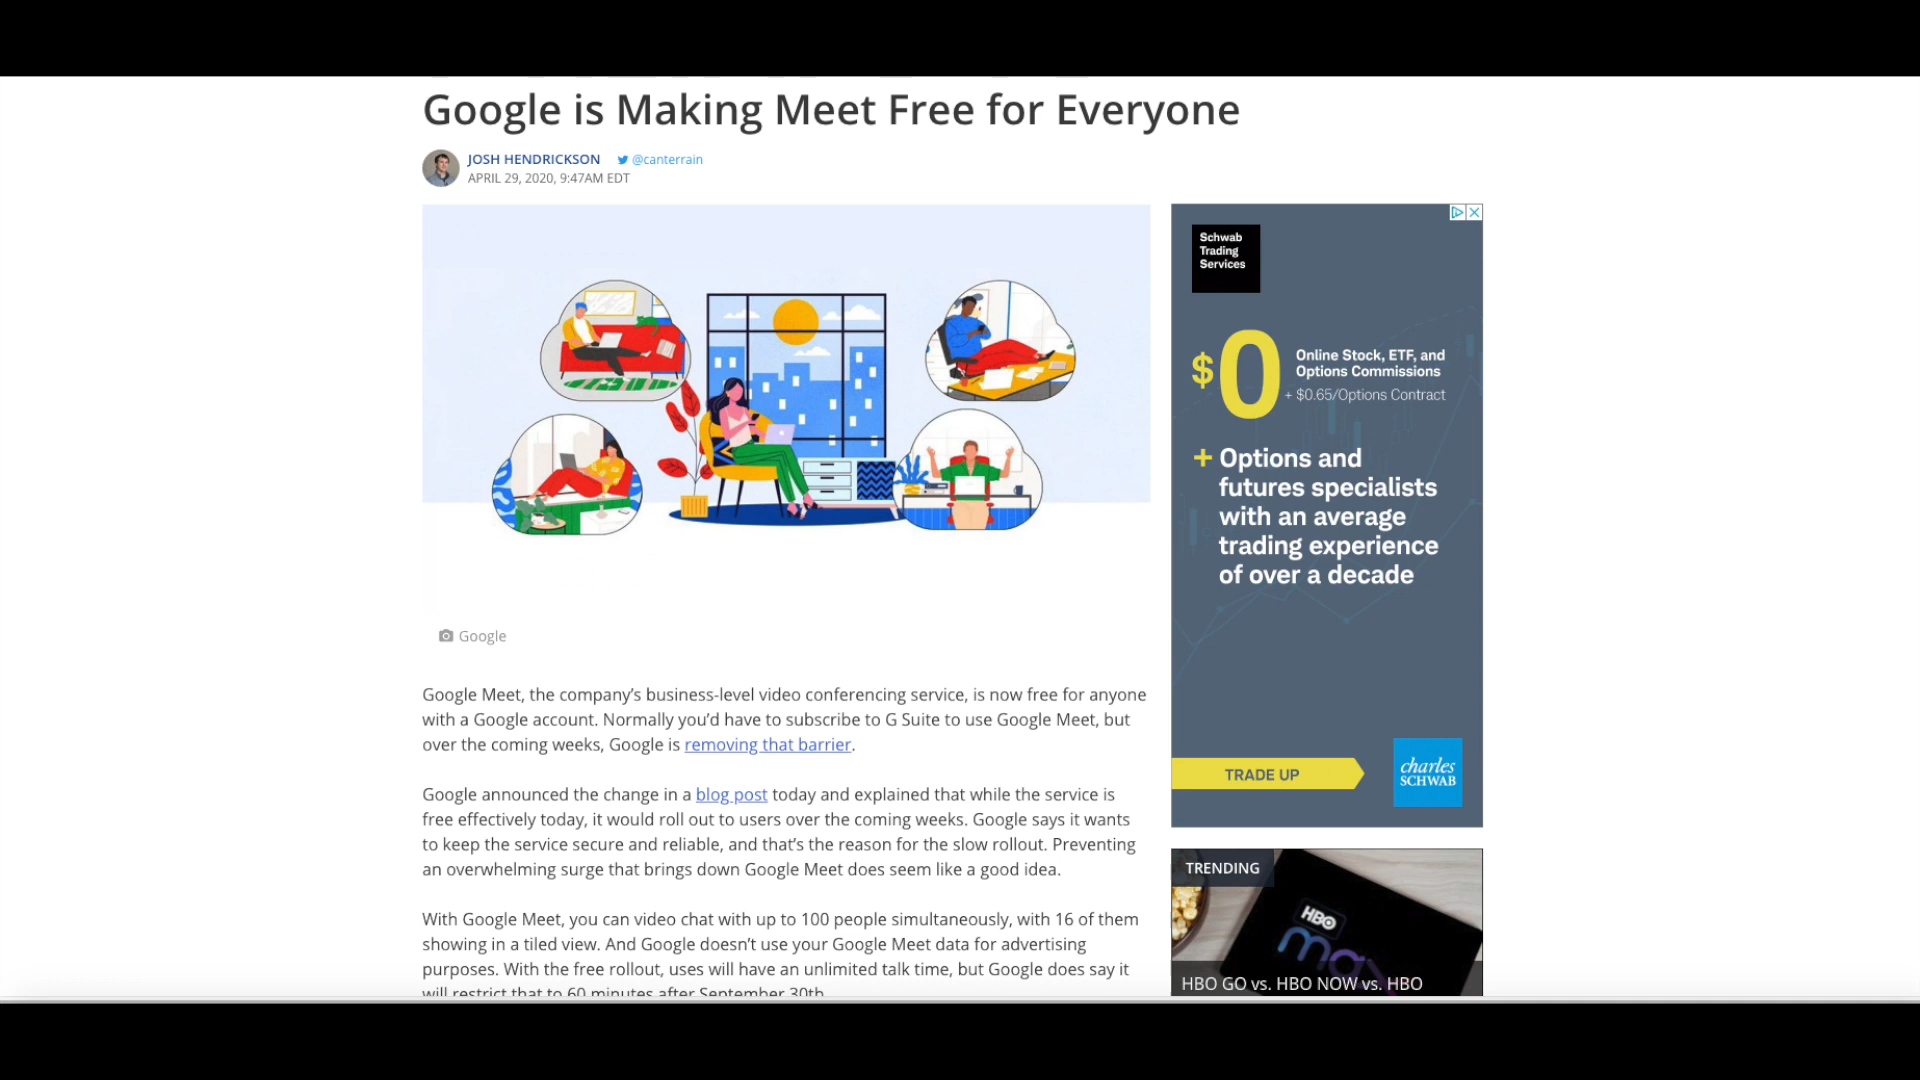 Google is Making Meet Free for Everyone
JOSH HENDRICKSON @canterrain
APRIL 29, 2020, 9:47AM EDT
Google
Google Meet, the company's business-level video conferencing service, is now free for anyone
with a Google account. Normally you'd have to subscribe to G Suite to use Google Meet, but
over the coming weeks, Google is removing that barrier.
Google announced the change in a blog post today and explained that while the service is
free effectively today, it would roll out to users over the coming weeks. Google says it wants
to keep the service secure and reliable, and that's the reason for the slow rollout. Preventing
an overwhelming surge that brings down Google Meet does seem like a good idea.
With Google Meet, you can video chat with up to 100 people simultaneously, with 16 of them
showing in a tiled view. And Google doesn't use your Google Meet data for advertising
purposes. With the free rollout, uses will have an unlimited talk time, but Google does say it
will restrict that to 60 minutes after September 30th.
Schwab
Trading
Services
$0
Online Stock, ETF, and
Options Commissions
+ $0.65/Options Contract
+ Options and
futures specialists
with an average
trading experience
of over a decade
TRADE UP
charles
SCHWAB
TRENDING
HBO
max
HBO GO vs. HBO NOW vs. HBO